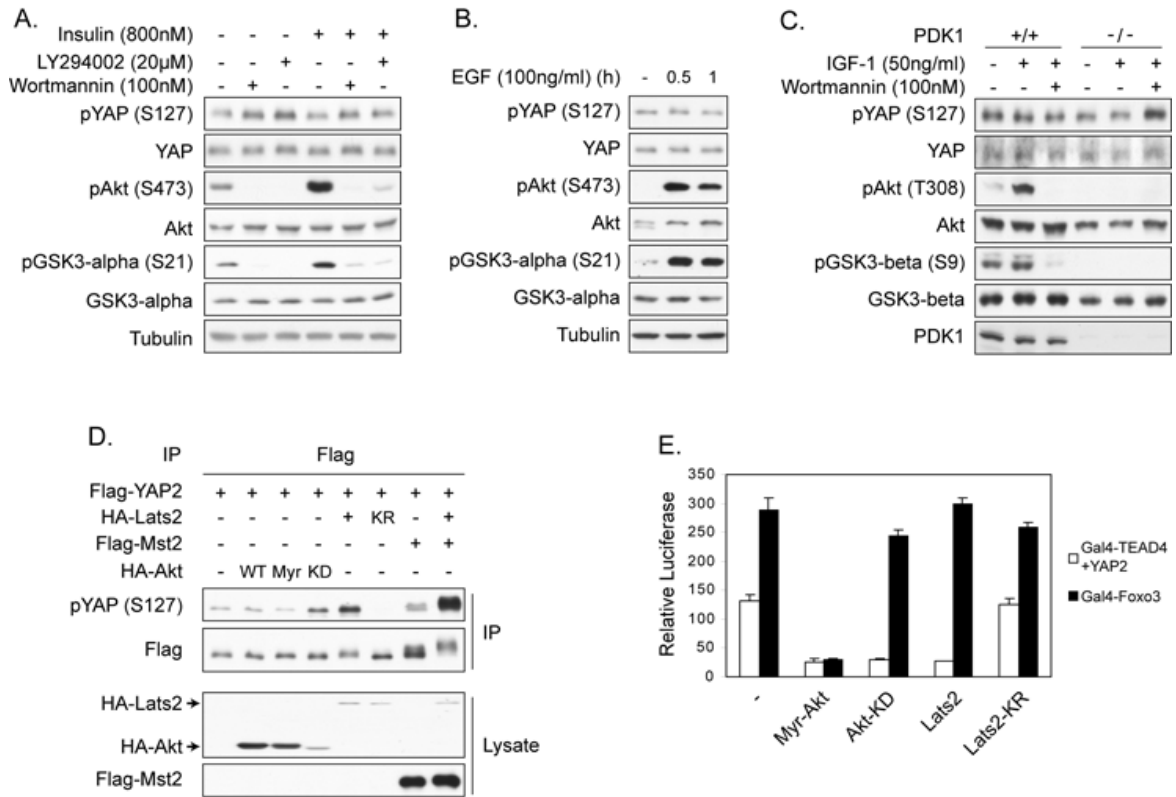 A.
Insulin (800nM) - - - + + +
LY294002 (20µM) - - + - - +
Wortmannin (100nM) - + - - + -
pYAP (S127)
YAP
pAkt (S473)
Akt
pGSK3-alpha (S21)
GSK3-alpha
Tubulin
B.
EGF (100ng/ml) (h) - 0.5 1
pYAP (S127)
YAP
pAkt (S473)
Akt
pGSK3-alpha (S21)
GSK3-alpha
Tubulin
C.
PDK1 +/+ -/-
IGF-1 (50ng/ml) - + + - + +
Wortmannin (100nM) - - + - - +
pYAP (S127)
YAP
pAkt (T308)
Akt
pGSK3-beta (S9)
GSK3-beta
PDK1
D.
IP Flag
Flag-YAP2 + + + + + + + +
HA-Lats2 - - - - + KR - +
Flag-Mst2 - - - - - - + +
HA-Akt - WT Myr KD - - - -
pYAP (S127)
Flag
IP
HA-Lats2
HA-Akt
Flag-Mst2
Lysate
E.
Relative Luciferase
350
300
250
200
150
100
50
0
- Myr-Akt Akt-KD Lats2 Lats2-KR
Gal4-TEAD4
+YAP2
Gal4-Foxo3